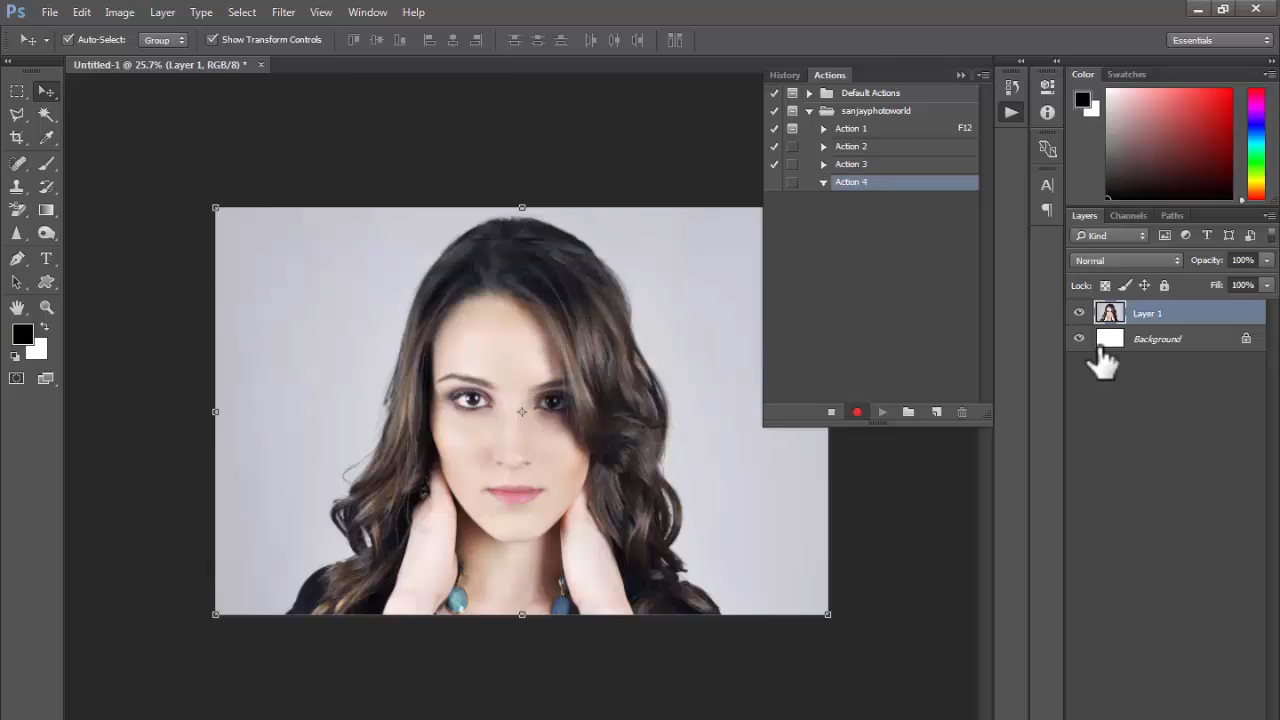 Ps File Edit Image Layer Type Select Filter View Window Help
Auto-Select: Group Show Transform Controls Essentials
Untitled-1 @ 25.7% (Layer 1, RGB/8) * ×
History Actions
Default Actions
sanjayphotoworld
Action 1 F12
Action 2
Action 3
Action 4
Color Swatches
Layers Channels Paths
Kind
Normal Opacity: 100%
Lock: Fill: 100%
Layer 1
Background